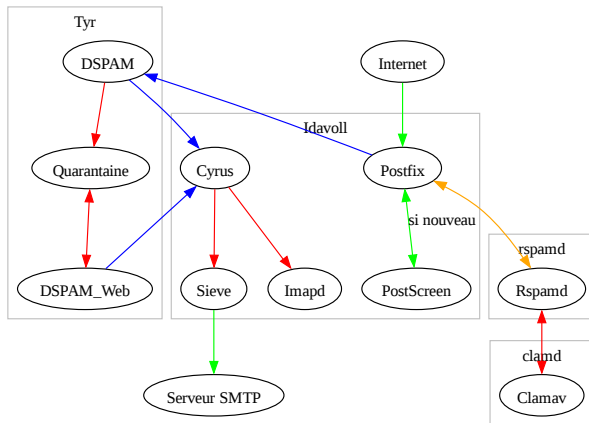 Tyr
DSPAM
Internet
Idavoll
Quarantaine
Cyrus
Postfix
si nouveau
rspamd
DSPAM_Web
Sieve
Imapd
PostScreen
Rspamd
clamd
Serveur SMTP
Clamav